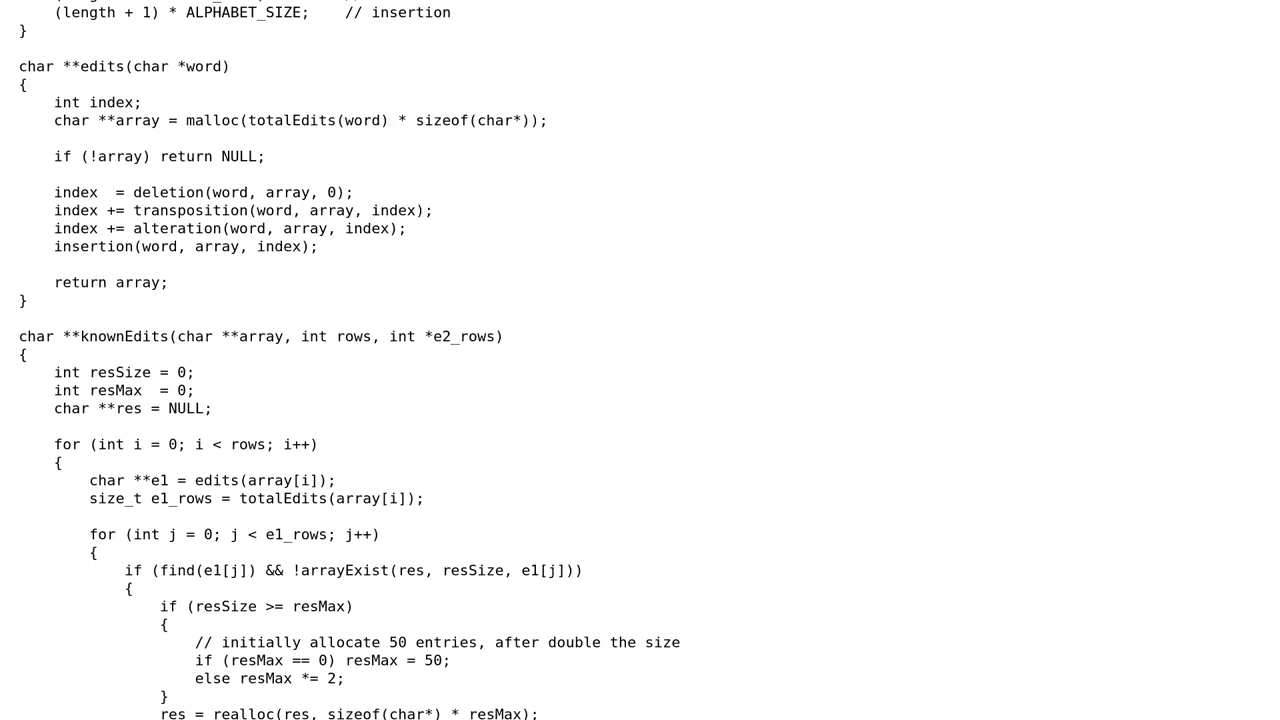 (length + 1) * ALPHABET_SIZE;    // insertion
}

char **edits(char *word)
{
    int index;
    char **array = malloc(totalEdits(word) * sizeof(char*));

    if (!array) return NULL;

    index  = deletion(word, array, 0);
    index += transposition(word, array, index);
    index += alteration(word, array, index);
    insertion(word, array, index);

    return array;
}

char **knownEdits(char **array, int rows, int *e2_rows)
{
    int resSize = 0;
    int resMax  = 0;
    char **res = NULL;

    for (int i = 0; i < rows; i++)
    {
        char **e1 = edits(array[i]);
        size_t e1_rows = totalEdits(array[i]);

        for (int j = 0; j < e1_rows; j++)
        {
            if (find(e1[j]) && !arrayExist(res, resSize, e1[j]))
            {
                if (resSize >= resMax)
                {
                    // initially allocate 50 entries, after double the size
                    if (resMax == 0) resMax = 50;
                    else resMax *= 2;
                }
                res = realloc(res, sizeof(char*) * resMax);